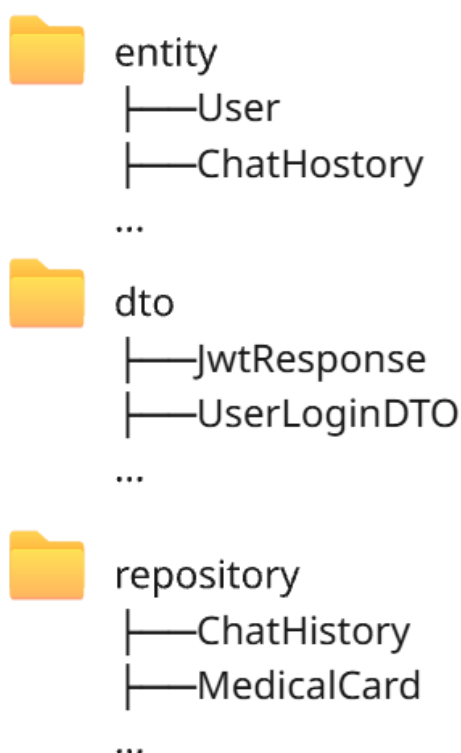 entity
├──User
├──ChatHostory
...
dto
├──JwtResponse
├──UserLoginDTO
...
repository
├──ChatHistory
├──MedicalCard
...